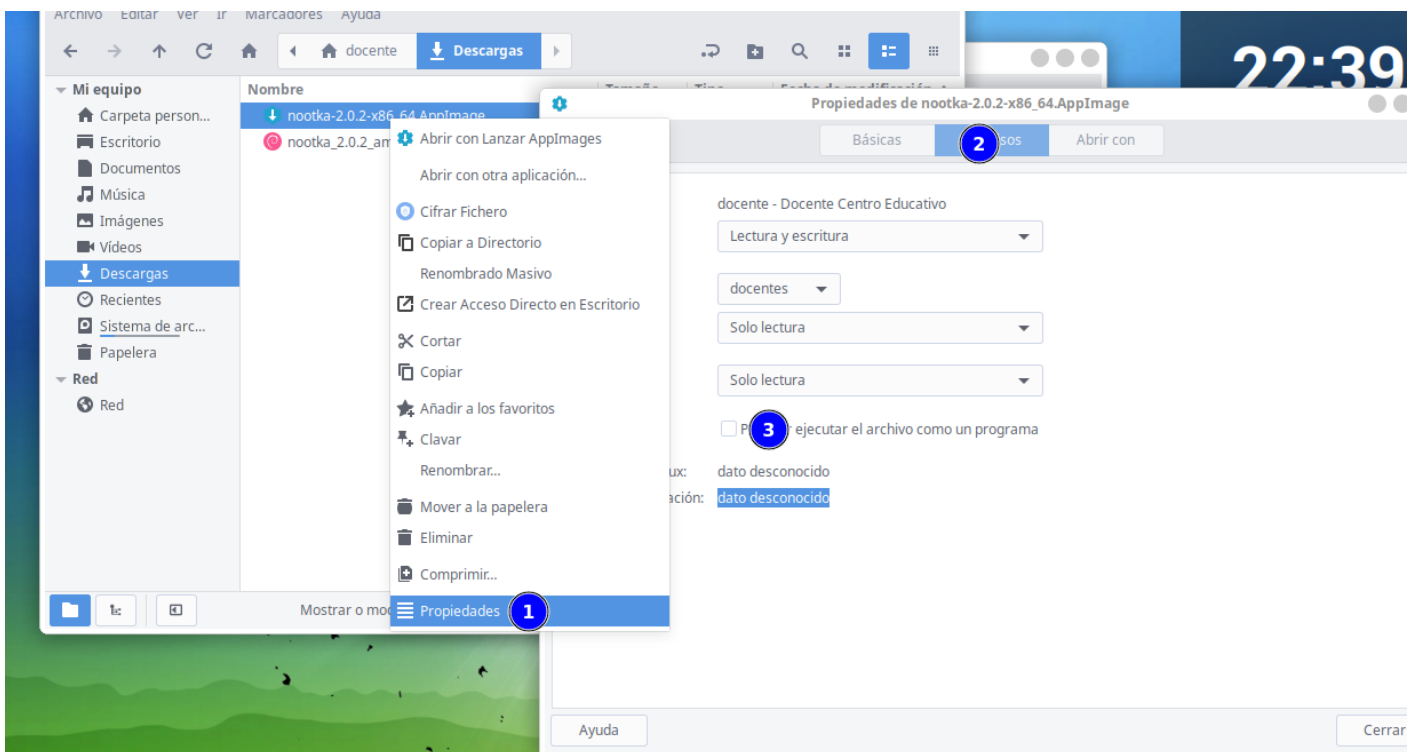 Archivo Editar Ver Ir Marcadores Ayuda
22:39
docente Descargas
Mi equipo
Carpeta person...
Escritorio
Documentos
Música
Imágenes
Vídeos
Descargas
Recientes
Sistema de arc...
Papelera
Red
Red
Nombre Tamaño Tipo Fecha de modificación
nootka-2.0.2-x86_64.AppImage
nootka_2.0.2_am
Mostrar o
Abrir con Lanzar AppImages
Abrir con otra aplicación...
Cifrar Fichero
Copiar a Directorio
Renombrado Masivo
Crear Acceso Directo en Escritorio
Cortar
Copiar
Añadir a los favoritos
Clavar
Renombrar...
Mover a la papelera
Eliminar
Comprimir...
Propiedades 1
Propiedades de nootka-2.0.2-x86_64.AppImage
Básicas 2 sos Abrir con
docente - Docente Centro Educativo
Lectura y escritura
docentes
Solo lectura
Solo lectura
P 3 ejecutar el archivo como un programa
ux: dato desconocido
ación: dato desconocido
Ayuda Cerrar